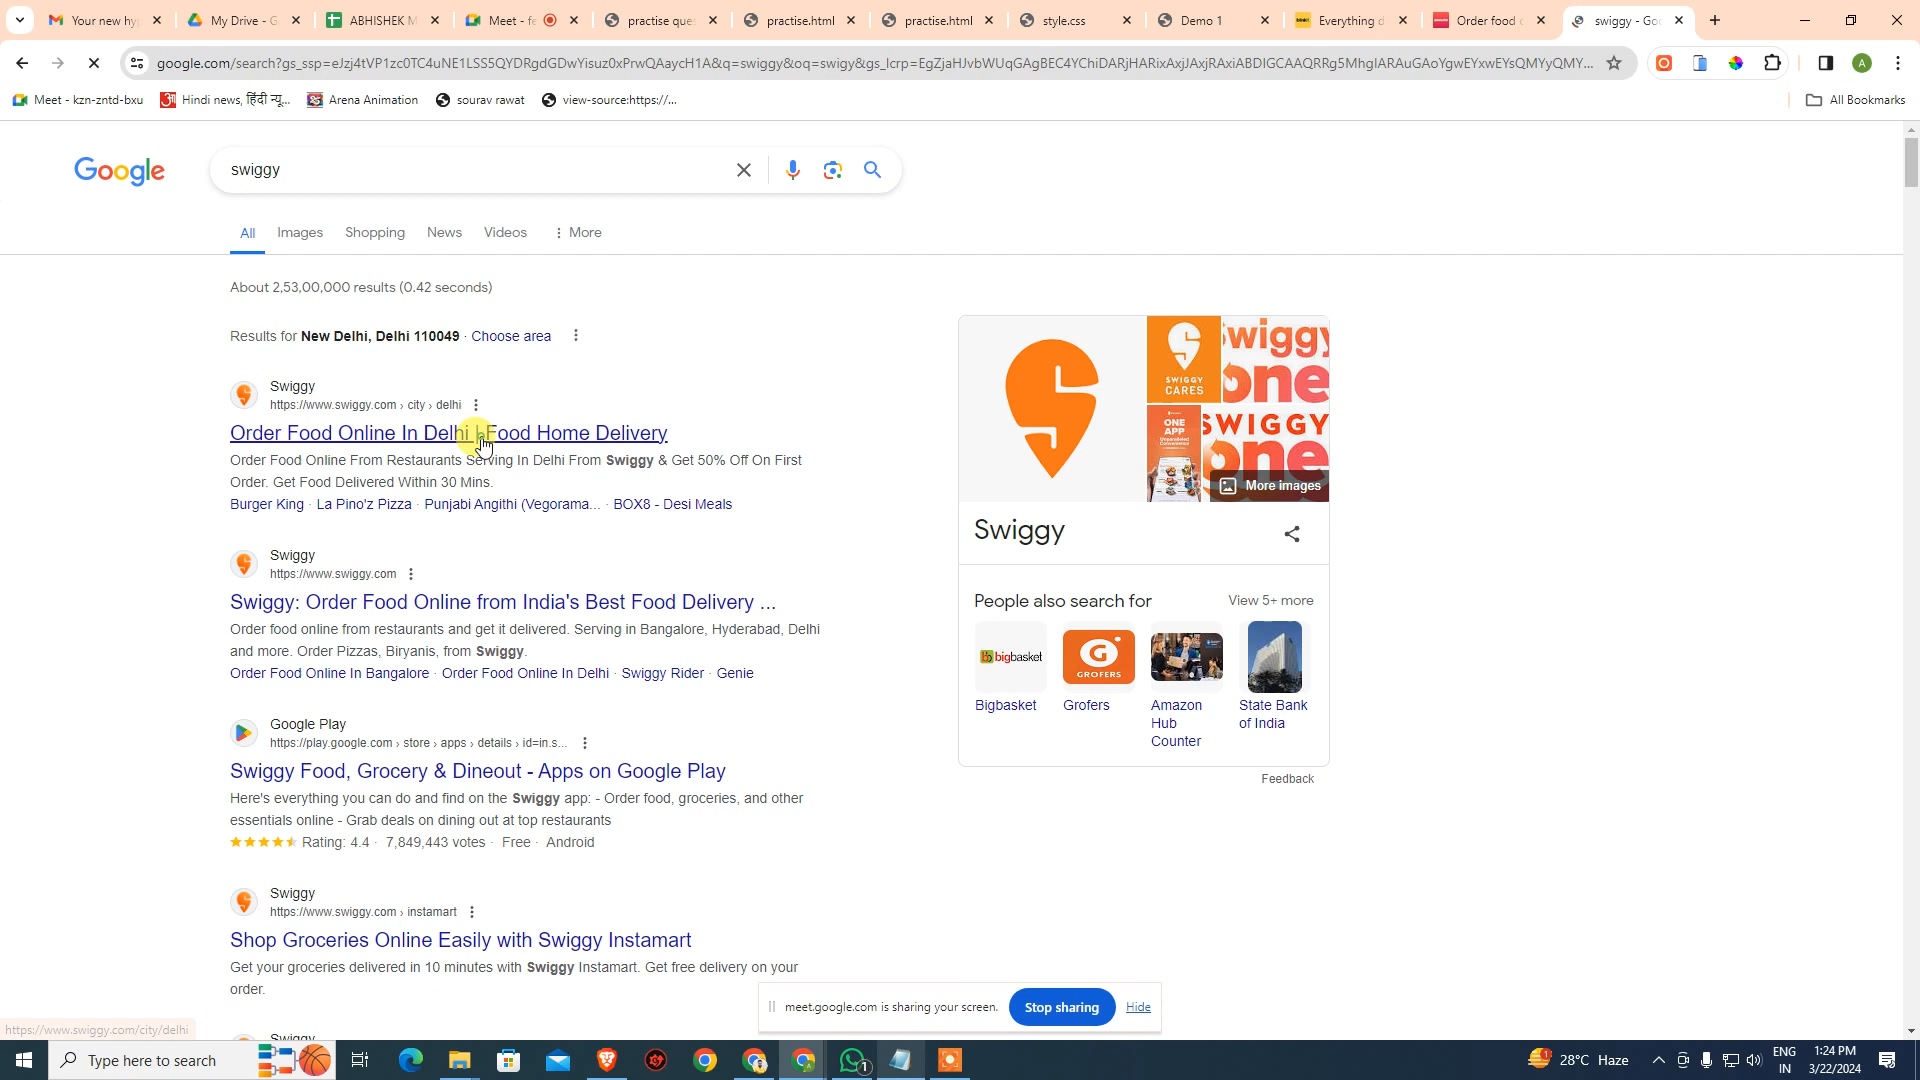 Your new hy
My Drive - G
ABHISHEK M
Meet - fe
practise que
practise.html
practise.html
style.css
Demo 1
Everything d
Order food o
swiggy - Goo
google.com/search?gs_ssp=eJzj4tVP1zc0TC4uNE1LSS5QYDRgdGDwYisuz0xPrwQAaycH1A&q=swiggy&oq=swigy&gs_lcrp=EgZjaHJvbWUqGAgBEC4YChiDARjHARixAxjJAxjRAxiABDIGCAAQRRg5MhgIARAuGAoYgwEYxwEYsQMYyQMY...
A
Meet - kzn-zntd-bxu
Hindi news, हिंदी न्यू...
Arena Animation
sourav rawat
view-source:https://...
All Bookmarks
Google
swiggy
All
Images
Shopping
News
Videos
More
About 2,53,00,000 results (0.42 seconds)
Results for New Delhi, Delhi 110049 · Choose area
Swiggy
https://www.swiggy.com › city › delhi
Order Food Online In Delhi | Food Home Delivery
Order Food Online From Restaurants Serving In Delhi From Swiggy & Get 50% Off On First
Order. Get Food Delivered Within 30 Mins.
Burger King · La Pino'z Pizza · Punjabi Angithi (Vegorama... · BOX8 - Desi Meals
Swiggy
https://www.swiggy.com
Swiggy: Order Food Online from India's Best Food Delivery ...
Order food online from restaurants and get it delivered. Serving in Bangalore, Hyderabad, Delhi
and more. Order Pizzas, Biryanis, from Swiggy.
Order Food Online In Bangalore · Order Food Online In Delhi · Swiggy Rider · Genie
Google Play
https://play.google.com › store › apps › details › id=in.s...
Swiggy Food, Grocery & Dineout - Apps on Google Play
Here's everything you can do and find on the Swiggy app: - Order food, groceries, and other
essentials online - Grab deals on dining out at top restaurants
Rating: 4.4 · 7,849,443 votes · Free · Android
Swiggy
https://www.swiggy.com › instamart
Shop Groceries Online Easily with Swiggy Instamart
Get your groceries delivered in 10 minutes with Swiggy Instamart. Get free delivery on your
order.
Swiggy
SWIGGY
CARES
wiggy
one
ONE
APP
SWIGGY
one
More images
Swiggy
People also search for
View 5+ more
bigbasket
GROFERS
Bigbasket
Grofers
Amazon
Hub
Counter
State Bank
of India
Feedback
meet.google.com is sharing your screen.
Stop sharing
Hide
https://www.swiggy.com/city/delhi
Type here to search
1
28°C Haze
ENG
IN
1:24 PM
3/22/2024